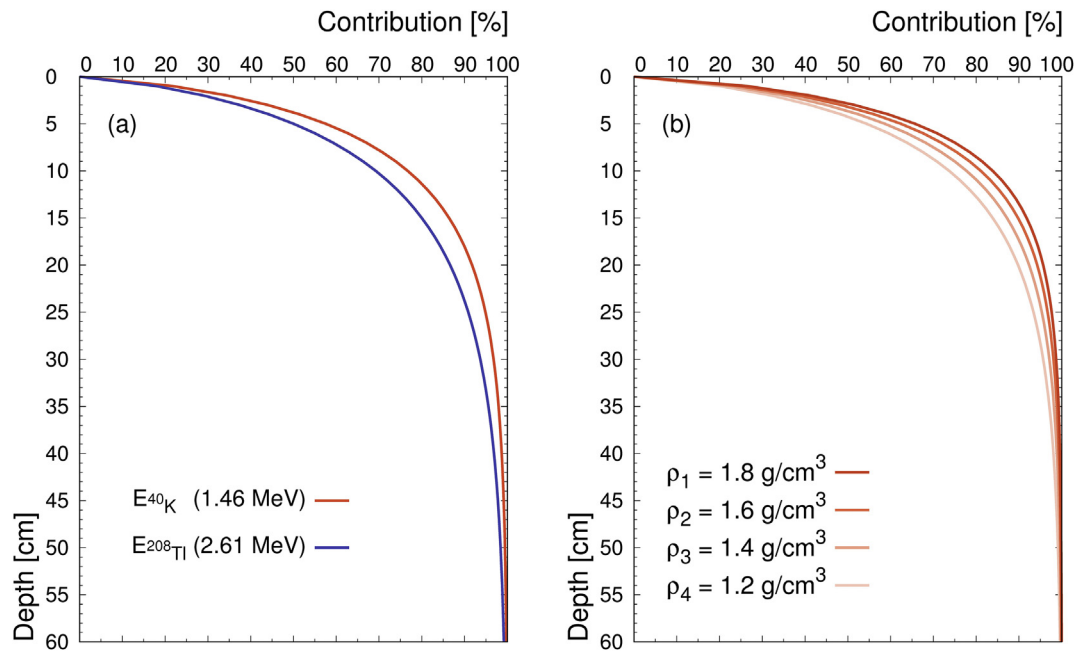 Contribution [%]
0 10 20 30 40 50 60 70 80 90 100
0
5
10
15
20
25
30
35
40
45
50
55
60
Depth [cm]
(a)
E40K (1.46 MeV)
E208Tl (2.61 MeV)
Contribution [%]
0 10 20 30 40 50 60 70 80 90 100
0
5
10
15
20
25
30
35
40
45
50
55
60
Depth [cm]
(b)
ρ1 = 1.8 g/cm3
ρ2 = 1.6 g/cm3
ρ3 = 1.4 g/cm3
ρ4 = 1.2 g/cm3